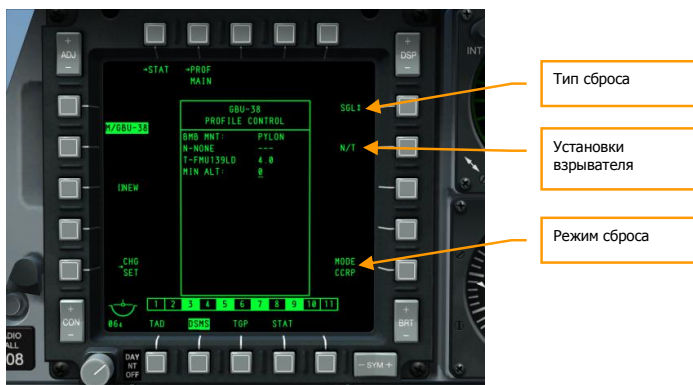 ADJ
DSP
INT
→STAT →PROF
MAIN
GBU-38
PROFILE CONTROL
SGL↕
M/GBU-38
BMB MNT: PYLON
N-NONE ---
N/T
T-FMU139LD 4.0
MIN ALT: 0
]NEW
→CHG
SET
MODE
CCRP
1 2 3 4 5 6 7 8 9 10 11
CON
OFF
BRT
TAD DSMS TGP STAT
DAY
NT
OFF
- SYM +
08
Тип сброса
Установки
взрывателя
Режим сброса